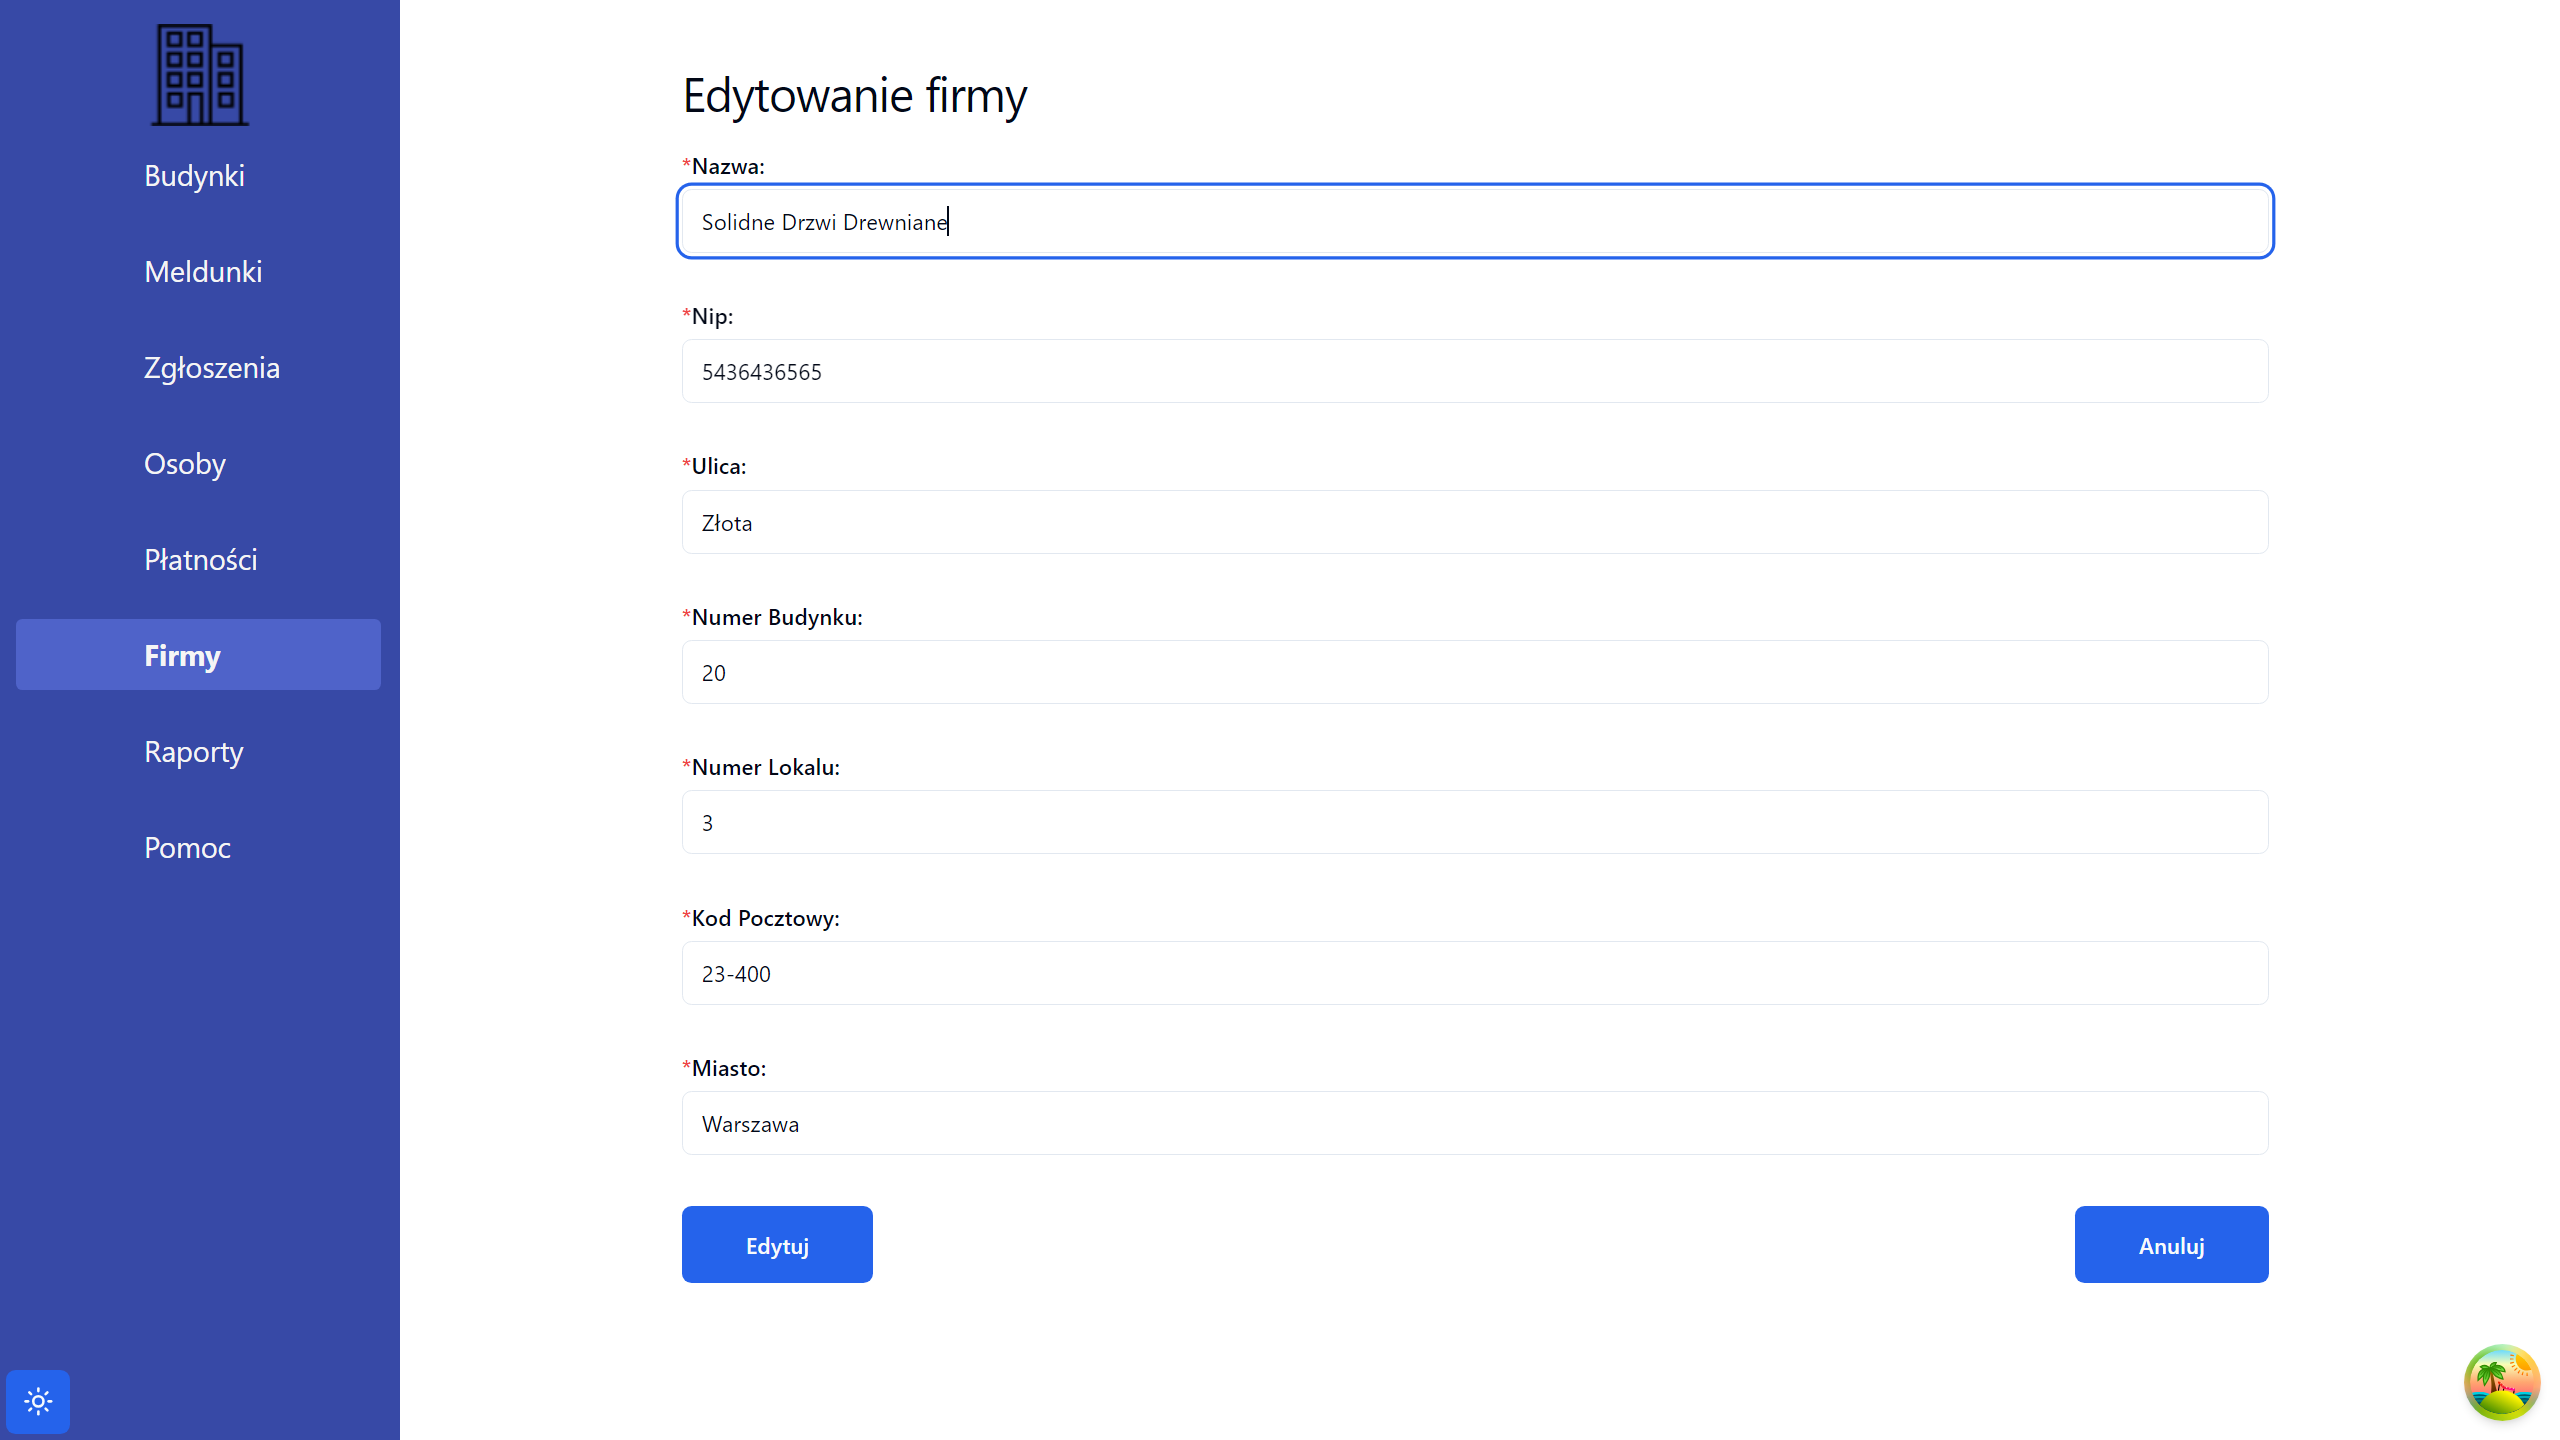 Budynki
Meldunki
Zgłoszenia
Osoby
Płatności
Firmy
Raporty
Pomoc
Edytowanie firmy
*Nazwa:
Solidne Drzwi Drewniane
*Nip:
5436436565
*Ulica:
Złota
*Numer Budynku:
20
*Numer Lokalu:
3
*Kod Pocztowy:
23-400
*Miasto:
Warszawa
Edytuj
Anuluj